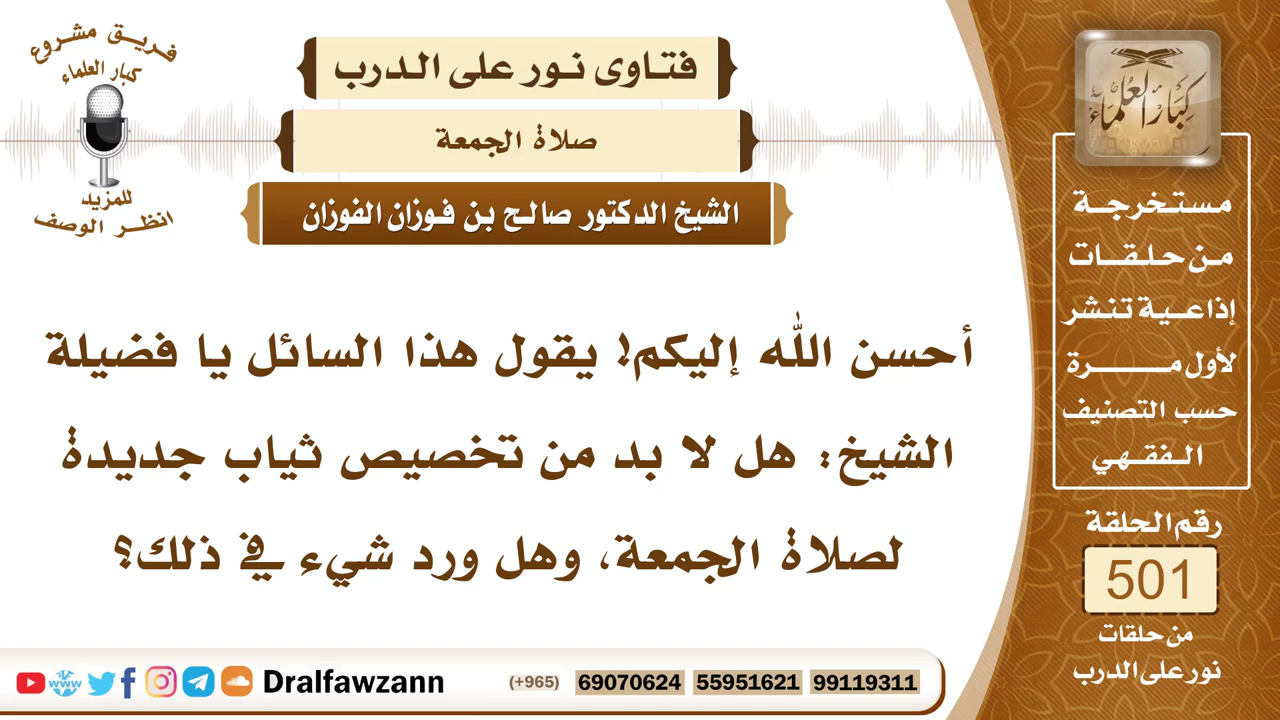 فريق مشروع
كبار العلماء
للمزيد
انظر الوصف
فتاوى نور على الدرب
صلاة الجمعة
الشيخ الدكتور صالح بن فوزان الفوزان
أحسن الله إليكم! يقول هذا السائل يا فضيلة
الشيخ: هل لا بد من تخصيص ثياب جديدة
لصلاة الجمعة، وهل ورد شيء في ذلك؟
كبار العلماء
مستخرجة
من حلقات
إذاعية تنشر
لأول مرة
حسب التصنيف
الفقهي
رقم الحلقة
501
من حلقات
نور على الدرب
www Dralfawzann (+965) 69070624 55951621 99119311